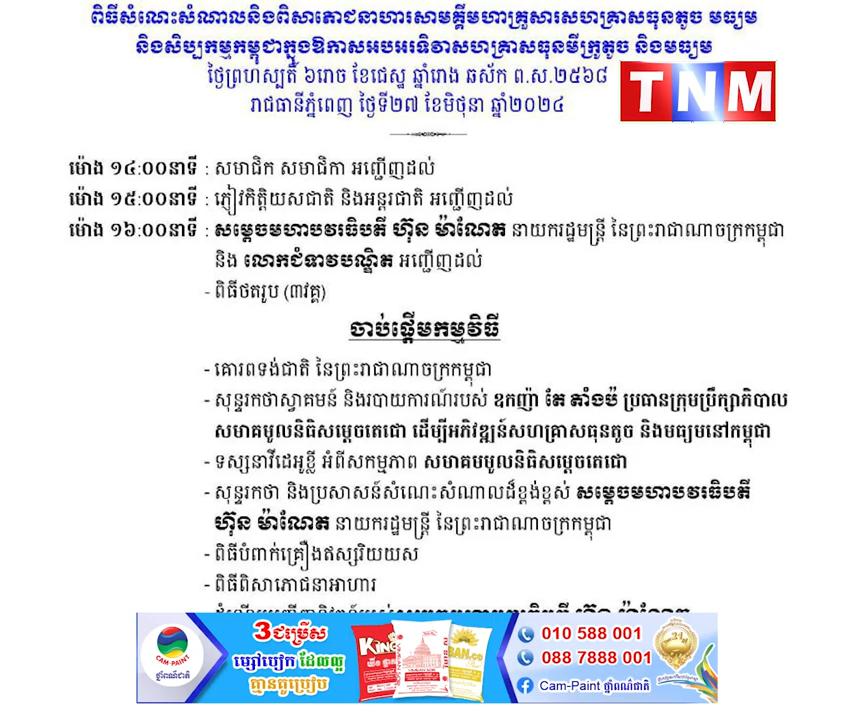 ពិធីសំណេះសំណាលនិងពិសាភោជនាហារសាមគ្គីមហាគ្រួសារសហគ្រាសធុនតូច មធ្យម
និងសិប្បកម្មកម្ពុជាក្នុងឱកាសអបអរទិវាសហគ្រាសធុនមីក្រូតូច និងមធ្យម
ថ្ងៃព្រហស្បតិ៍ ៦រោច ខែជេស្ឋ ឆ្នាំរោង ឆស័ក ព.ស.២៥៦៨
រាជធានីភ្នំពេញ ថ្ងៃទី២៧ ខែមិថុនា ឆ្នាំ២០២៤
TNM
ម៉ោង ១៤:០០នាទី : សមាជិក សមាជិកា អញ្ជើញដល់
ម៉ោង ១៥:០០នាទី : ភ្ញៀវកិត្តិយសជាតិ និងអន្តរជាតិ អញ្ជើញដល់
ម៉ោង ១៦:០០នាទី : សម្តេចមហាបវរធិបតី ហ៊ុន ម៉ាណែត នាយករដ្ឋមន្ត្រី នៃព្រះរាជាណាចក្រកម្ពុជា
និង លោកជំទាវបណ្ឌិត អញ្ជើញដល់
- ពិធីថតរូប (៣វគ្គ)
ចាប់ផ្តើមកម្មវិធី
- គោរពទង់ជាតិ នៃព្រះរាជាណាចក្រកម្ពុជា
- សុន្ទរកថាស្វាគមន៍ និងរបាយការណ៍របស់ ឧកញ៉ា តែ តាំងប៉ ប្រធានក្រុមប្រឹក្សាភិបាល
សមាគមមូលនិធិសម្តេចតេជោ ដើម្បីអភិវឌ្ឍន៍សហគ្រាសធុនតូច និងមធ្យមនៅកម្ពុជា
- ទស្សនាវីដេអូខ្លី អំពីសកម្មភាព សមាគមមូលនិធិសម្តេចតេជោ
- សុន្ទរកថា និងប្រសាសន៍សំណេះសំណាលដ៏ខ្ពង់ខ្ពស់ សម្តេចមហាបវរធិបតី
ហ៊ុន ម៉ាណែត នាយករដ្ឋមន្ត្រី នៃព្រះរាជាណាចក្រកម្ពុជា
- ពិធីបំពាក់គ្រឿងឥស្សរិយយស
- ពិធីពិសាភោជនាអាហារ
CAM-PAINT
ថ្នាំពណ៌ជាតិ
3ជម្រើស
ម្សៅបៀក ដែលល្អ
គ្មានគូប្រៀប
KING
010 588 001
088 7888 001
Cam-Paint ថ្នាំពណ៌ជាតិ